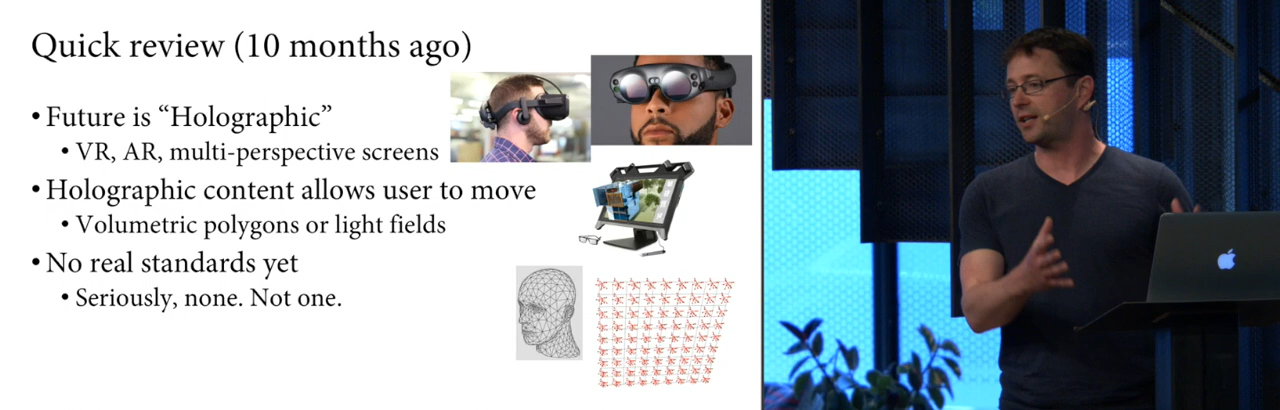 Quick review (10 months ago)
• Future is “Holographic”
• VR, AR, multi-perspective screens
• Holographic content allows user to move
• Volumetric polygons or light fields
• No real standards yet
• Seriously, none. Not one.